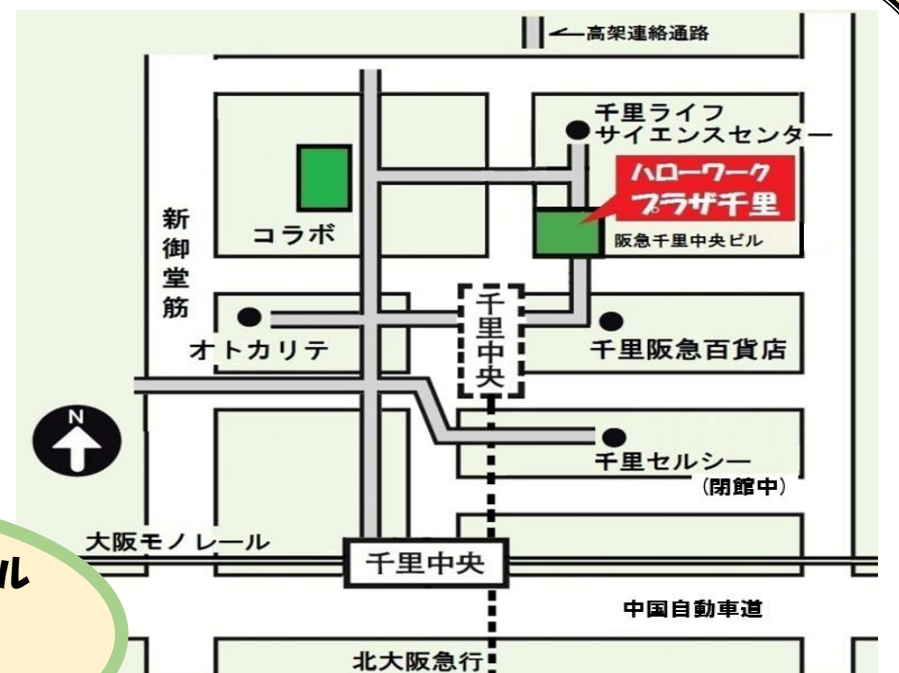 高架連絡通路
千里ライフ
サイエンスセンター
ハローワーク
プラザ千里
阪急千里中央ビル
コラボ
新御堂筋
千里中央
オトカリテ
千里阪急百貨店
N
千里セルシー
(閉館中)
大阪モノレール
千里中央
ル
中国自動車道
北大阪急行